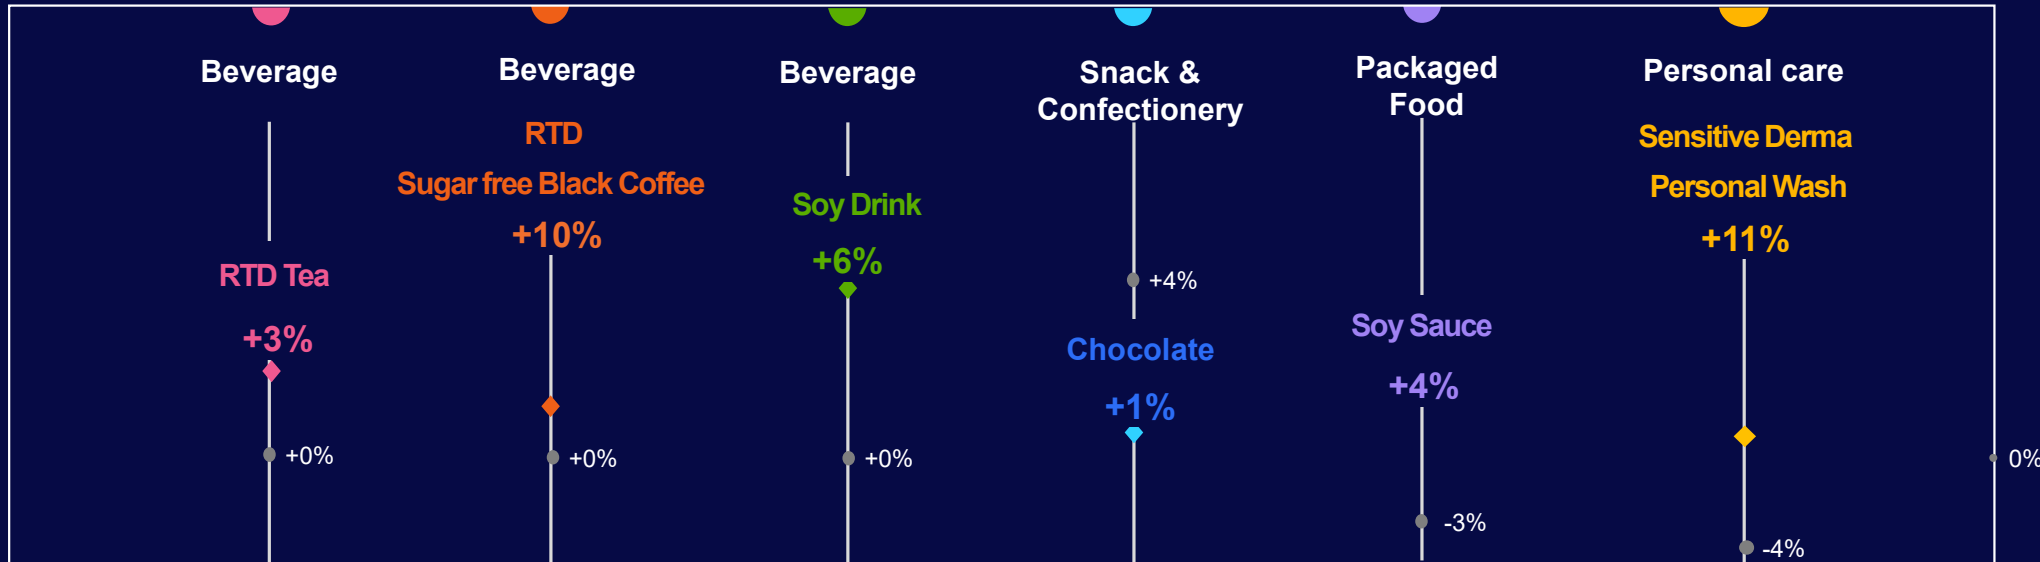 Beverage
RTD Tea
+3%
+0%
Beverage
RTD
Sugar free Black Coffee
+10%
+0%
Beverage
Soy Drink
+6%
+0%
Snack &
Confectionery
+4%
Chocolate
+1%
Packaged
Food
Soy Sauce
+4%
-3%
Personal care
Sensitive Derma
Personal Wash
+11%
-4%
0%